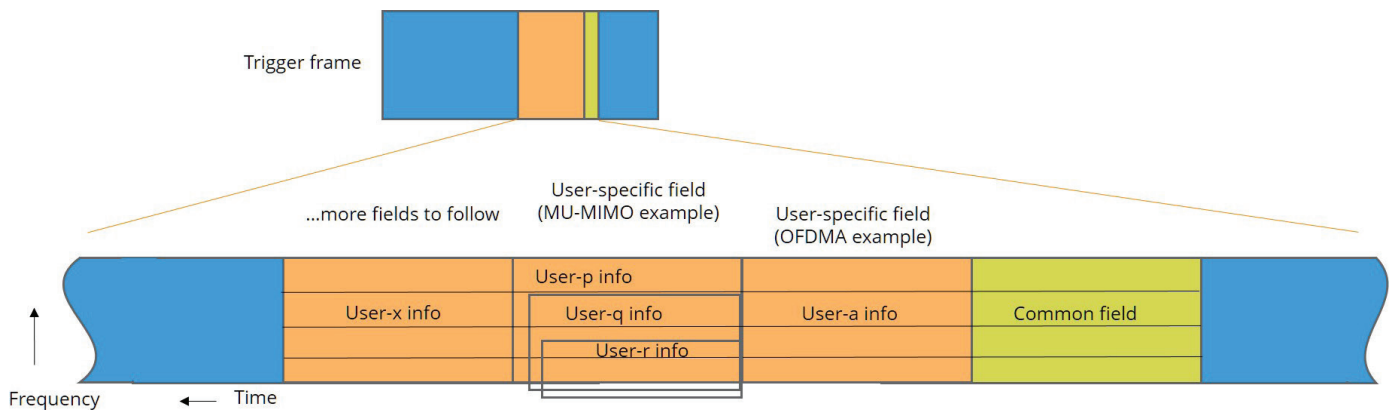 Trigger frame
...more fields to follow
User-specific field
(MU-MIMO example)
User-specific field
(OFDMA example)
User-p info
User-x info
User-q info
User-a info
Common field
User-r info
Frequency
Time